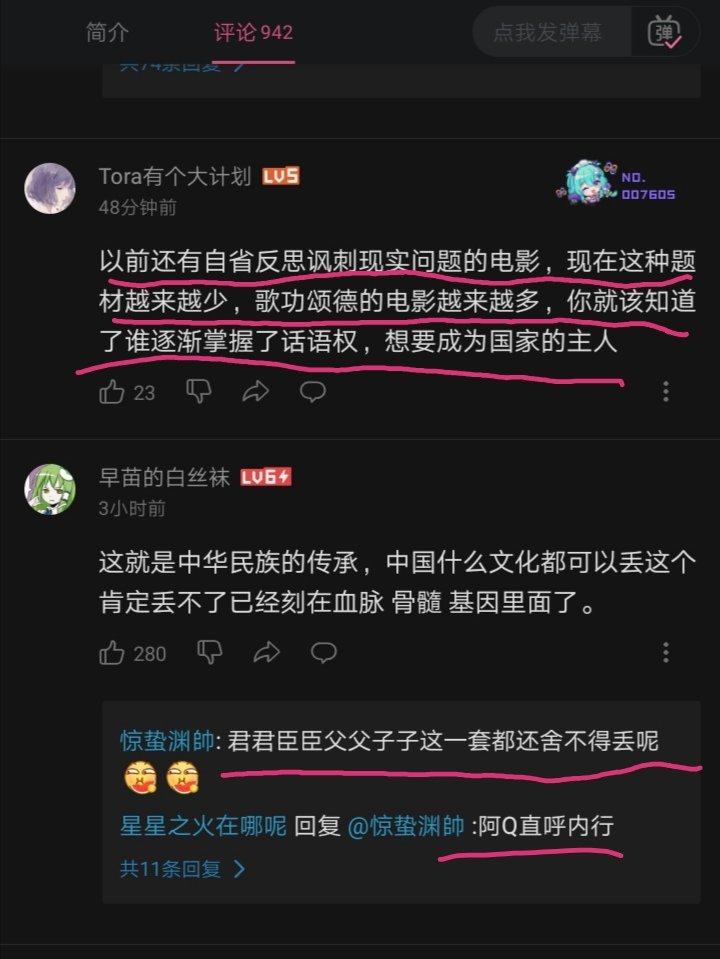 简介
评论 942
点我发弹幕
弹
共74条回复
Tora有个大计划 LV5
NO.
007605
48分钟前
以前还有自省反思讽刺现实问题的电影，现在这种题
材越来越少，歌功颂德的电影越来越多，你就该知道
了谁逐渐掌握了话语权，想要成为国家的主人
23
早苗的白丝袜 LV6
3小时前
这就是中华民族的传承，中国什么文化都可以丢这个
肯定丢不了已经刻在血脉 骨髓 基因里面了。
280
惊蛰渊帥: 君君臣臣父父子子这一套都还舍不得丢呢
星星之火在哪呢 回复 @惊蛰渊帥 :阿Q直呼内行
共11条回复